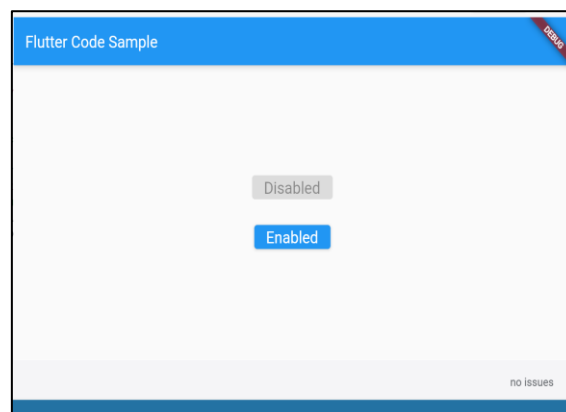 Flutter Code Sample
DEBUG
Disabled
Enabled
no issues